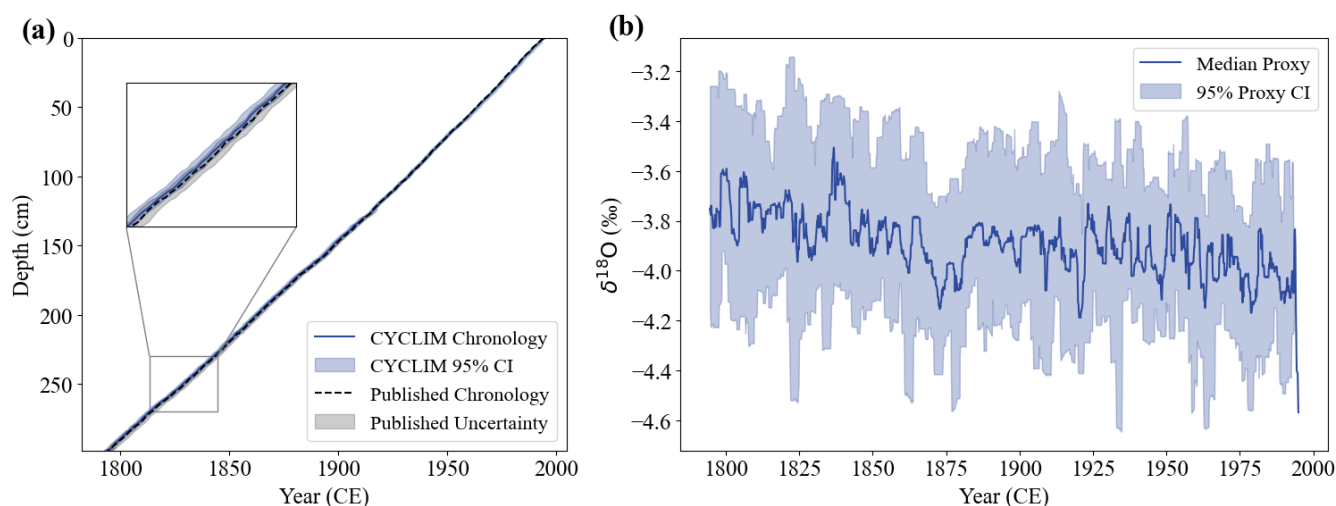 (a)
0
50
100
150
200
250
Depth (cm)
1800
1850
1900
1950
2000
Year (CE)
CYCLIM Chronology
CYCLIM 95% CI
Published Chronology
Published Uncertainty
(b)
−3.2
−3.4
−3.6
−3.8
−4.0
−4.2
−4.4
−4.6
δ¹⁸O (‰)
1800
1825
1850
1875
1900
1925
1950
1975
2000
Year (CE)
Median Proxy
95% Proxy CI